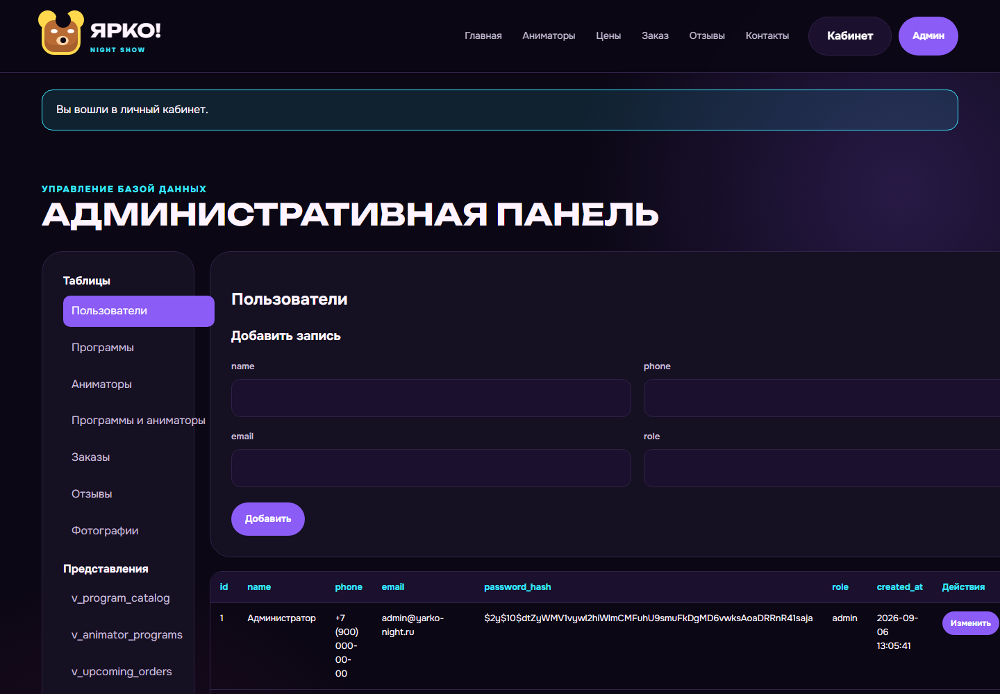 ЯРКО!
NIGHT SHOW
Главная
Аниматоры
Цены
Заказ
Отзывы
Контакты
Кабинет
Админ
Вы вошли в личный кабинет.
УПРАВЛЕНИЕ БАЗОЙ ДАННЫХ
АДМИНИСТРАТИВНАЯ ПАНЕЛЬ
Таблицы
Пользователи
Программы
Аниматоры
Программы и аниматоры
Заказы
Отзывы
Фотографии
Представления
v_program_catalog
v_animator_programs
v_upcoming_orders
Пользователи
Добавить запись
name
phone
email
role
Добавить
id name phone email password_hash role created_at Действия
1 Администратор +7 admin@yarko- $2y$10$dtZyWMV1vywl2hiWlmCMFuhU9smuFkDgMD6vwksAoaDRRnR41saja admin 2026-09- Изменить
(900) night.ru 06
000- 13:05:41
00-
00